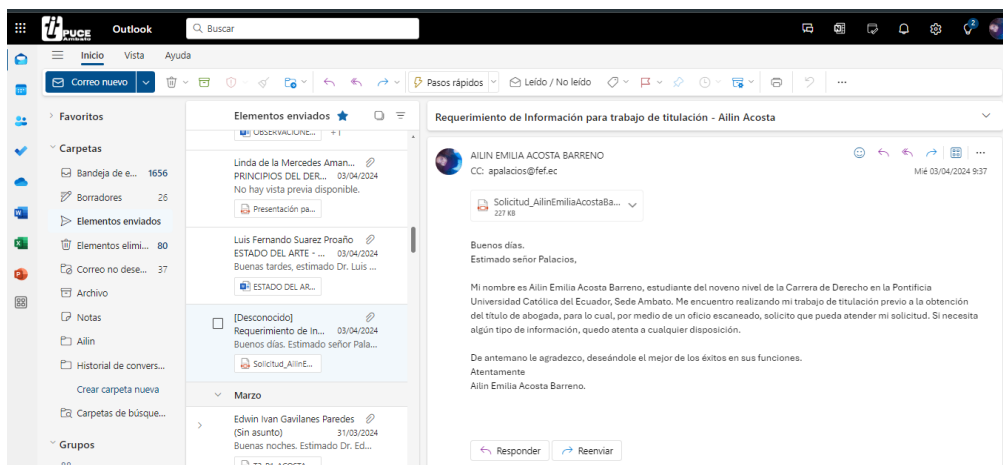 PUCE
Ambato
Outlook
Buscar
2
Inicio Vista Ayuda
Correo nuevo
Pasos rápidos
Leído / No leído
Favoritos
Carpetas
Bandeja de e... 1656
Borradores 26
Elementos enviados
Elementos elimi... 80
Correo no dese... 37
Archivo
Notas
Ailin
Historial de convers...
Crear carpeta nueva
Carpetas de búsque...
Grupos
Elementos enviados
OBSERVACIONE... +1
Linda de la Mercedes Aman...
PRINCIPIOS DEL DER... 03/04/2024
No hay vista previa disponible.
Presentación pa...
Luis Fernando Suarez Proaño
ESTADO DEL ARTE - ... 03/04/2024
Buenas tardes, estimado Dr. Luis ...
ESTADO DEL AR...
[Desconocido]
Requerimiento de In... 03/04/2024
Buenos días. Estimado señor Pala...
Solicitud_AilinE...
Marzo
Edwin Ivan Gavilanes Paredes
(Sin asunto) 31/03/2024
Buenas noches. Estimado Dr. Ed...
Requerimiento de Información para trabajo de titulación - Ailin Acosta
AILIN EMILIA ACOSTA BARRENO
CC: apalacios@fef.ec
Mié 03/04/2024 9:37
Solicitud_AilinEmiliaAcostaBa...
227 KB
Buenos días.
Estimado señor Palacios,
Mi nombre es Ailin Emilia Acosta Barreno, estudiante del noveno nivel de la Carrera de Derecho en la Pontificia
Universidad Católica del Ecuador, Sede Ambato. Me encuentro realizando mi trabajo de titulación previo a la obtención
del título de abogada, para lo cual, por medio de un oficio escaneado, solicito que pueda atender mi solicitud. Si necesita
algún tipo de información, quedo atenta a cualquier disposición.
De antemano le agradezco, deseándole el mejor de los éxitos en sus funciones.
Atentamente
Ailin Emilia Acosta Barreno.
Responder
Reenviar